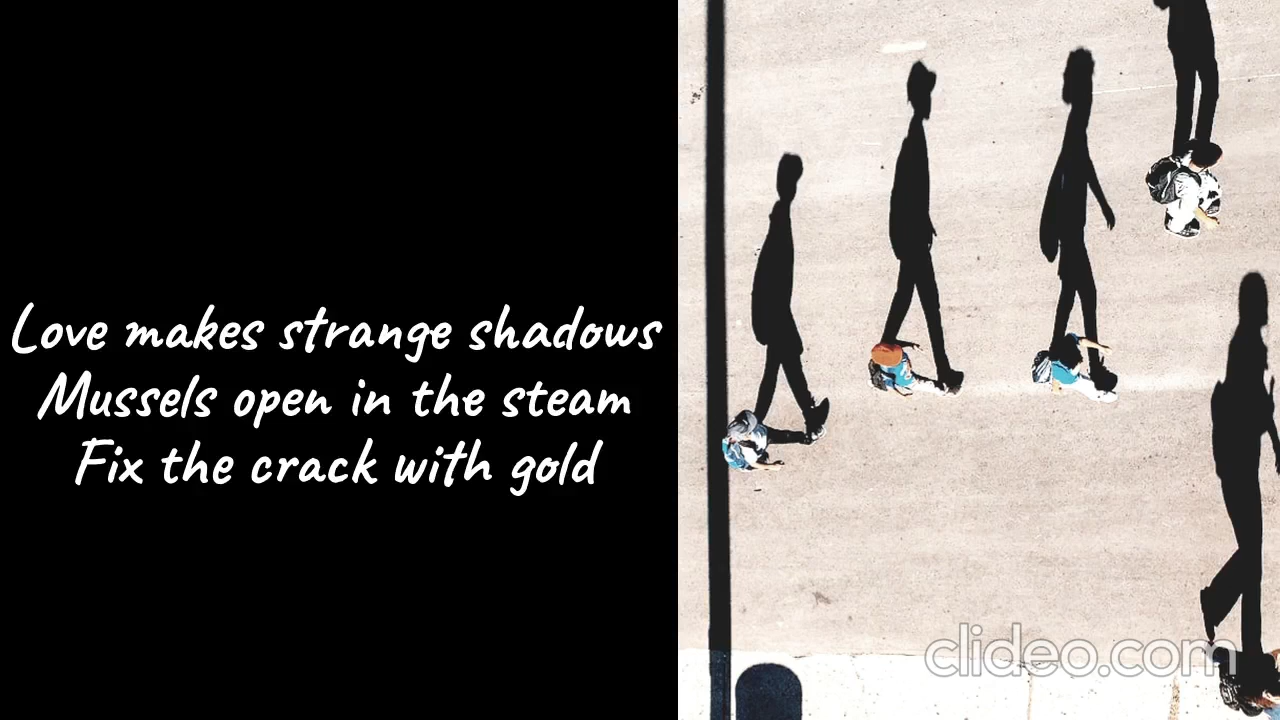 Love makes strange shadows
Mussels open in the steam
Fix the crack with gold
clideo.com